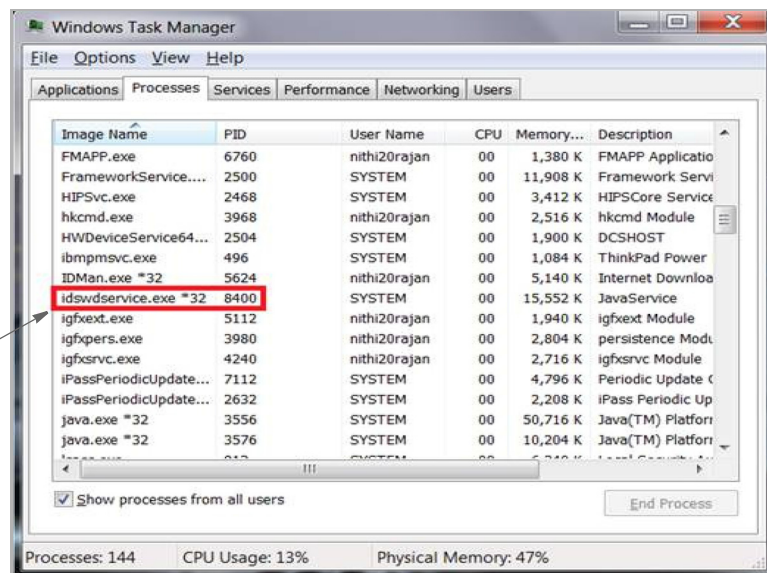 Windows Task Manager
File Options View Help
Applications Processes Services Performance Networking Users
Image Name PID User Name CPU Memory... Description
FMAPP.exe 6760 nithi20rajan 00 1,380 K FMAPP Applicatio
FrameworkService.... 2500 SYSTEM 00 11,908 K Framework Servi
HIPSvc.exe 2468 SYSTEM 00 3,412 K HIPSCore Service
hkcmd.exe 3968 nithi20rajan 00 2,516 K hkcmd Module
HWDeviceService64... 2504 SYSTEM 00 1,900 K DCSHOST
ibmpmsvc.exe 496 SYSTEM 00 1,084 K ThinkPad Power
IDMan.exe *32 5624 nithi20rajan 00 5,140 K Internet Downloa
idswdservice.exe *32 8400 SYSTEM 00 15,552 K JavaService
igfxext.exe 5112 nithi20rajan 00 1,940 K igfxext Module
igfxpers.exe 3980 nithi20rajan 00 2,804 K persistence Modu
igfxsrvc.exe 4240 nithi20rajan 00 2,716 K igfxsrvc Module
iPassPeriodicUpdate... 7112 SYSTEM 00 4,796 K Periodic Update
iPassPeriodicUpdate... 2632 SYSTEM 00 2,208 K iPass Periodic Up
java.exe *32 3556 SYSTEM 00 50,716 K Java(TM) Platforr
java.exe *32 3576 SYSTEM 00 10,204 K Java(TM) Platforr
Show processes from all users
End Process
Processes: 144 CPU Usage: 13% Physical Memory: 47%